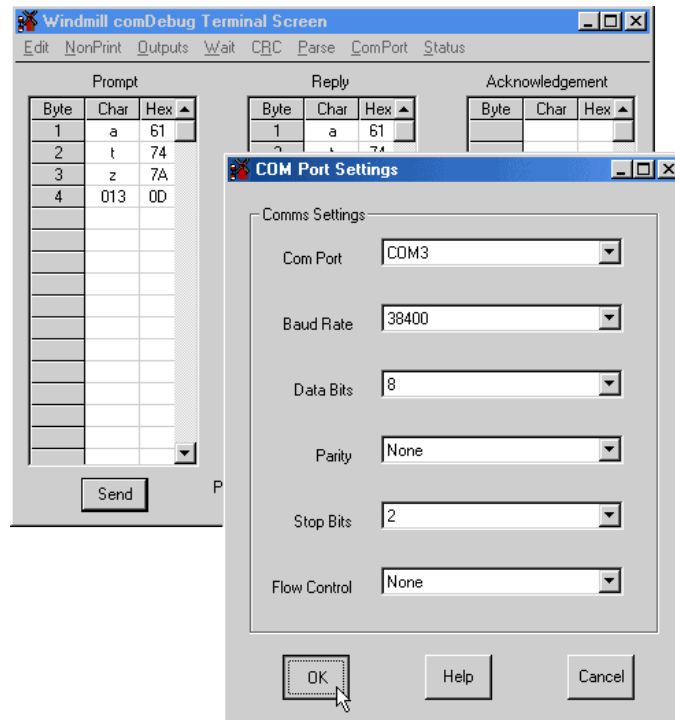 Windmill comDebug Terminal Screen
Edit NonPrint Outputs Wait CRC Parse ComPort Status
Prompt Reply Acknowledgement
Byte Char Hex Byte Char Hex Byte Char Hex
1 a 61 1 a 61
2 t 74
3 z 7A
4 013 0D
Send
COM Port Settings
Comms Settings
Com Port COM3
Baud Rate 38400
Data Bits 8
Parity None
Stop Bits 2
Flow Control None
OK Help Cancel